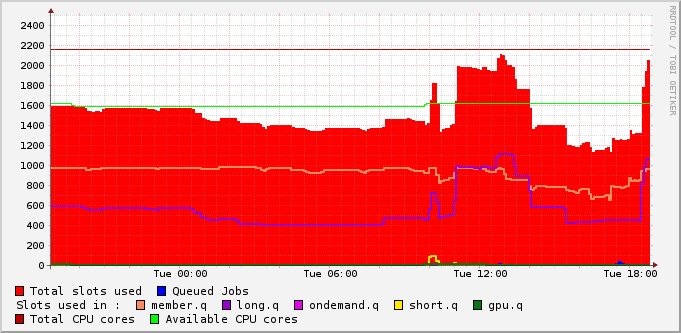 RRDTOOL / TOBI OETIKER
2400
2200
2000
1800
1600
1400
1200
1000
800
600
400
200
0
Tue 00:00 Tue 06:00 Tue 12:00 Tue 18:00
Total slots used Queued Jobs
Slots used in : member.q long.q ondemand.q short.q gpu.q
Total CPU cores Available CPU cores